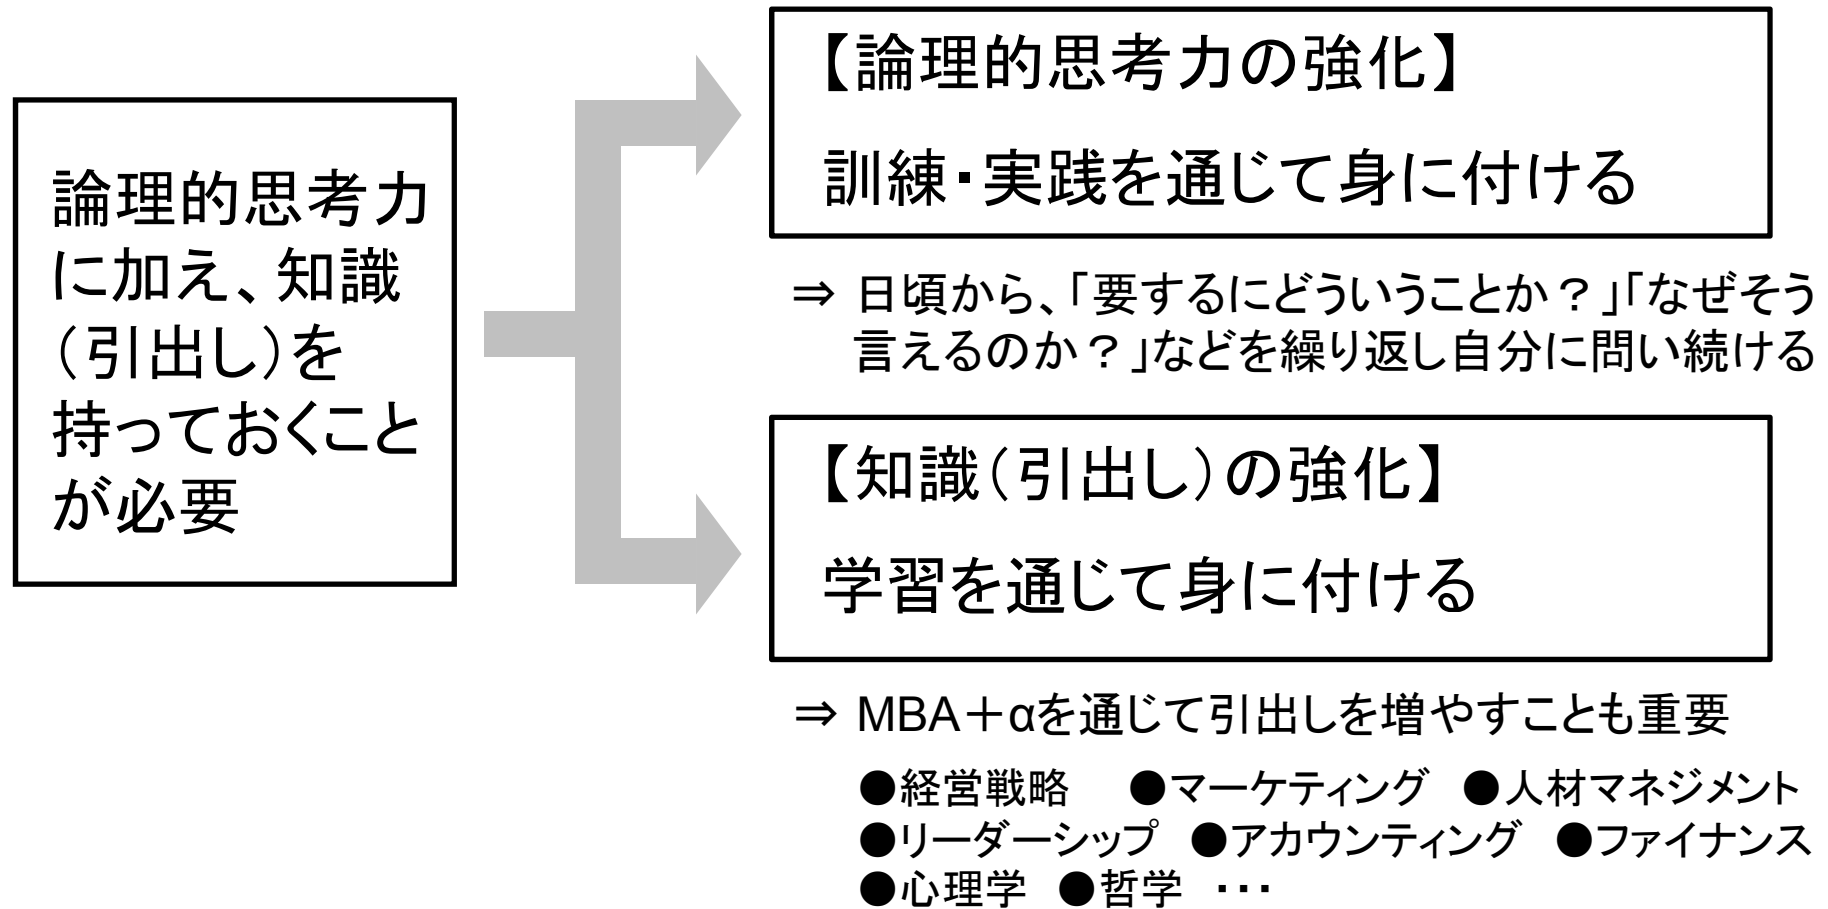 論理的思考力
に加え、知識
（引出し）を
持っておくこと
が必要
【論理的思考力の強化】
訓練・実践を通じて身に付ける
⇒ 日頃から、「要するにどういうことか？」「なぜそう
言えるのか？」などを繰り返し自分に問い続ける
【知識（引出し）の強化】
学習を通じて身に付ける
⇒ MBA＋αを通じて引出しを増やすことも重要
●経営戦略 ●マーケティング ●人材マネジメント
●リーダーシップ ●アカウンティング ●ファイナンス
●心理学 ●哲学 ・・・